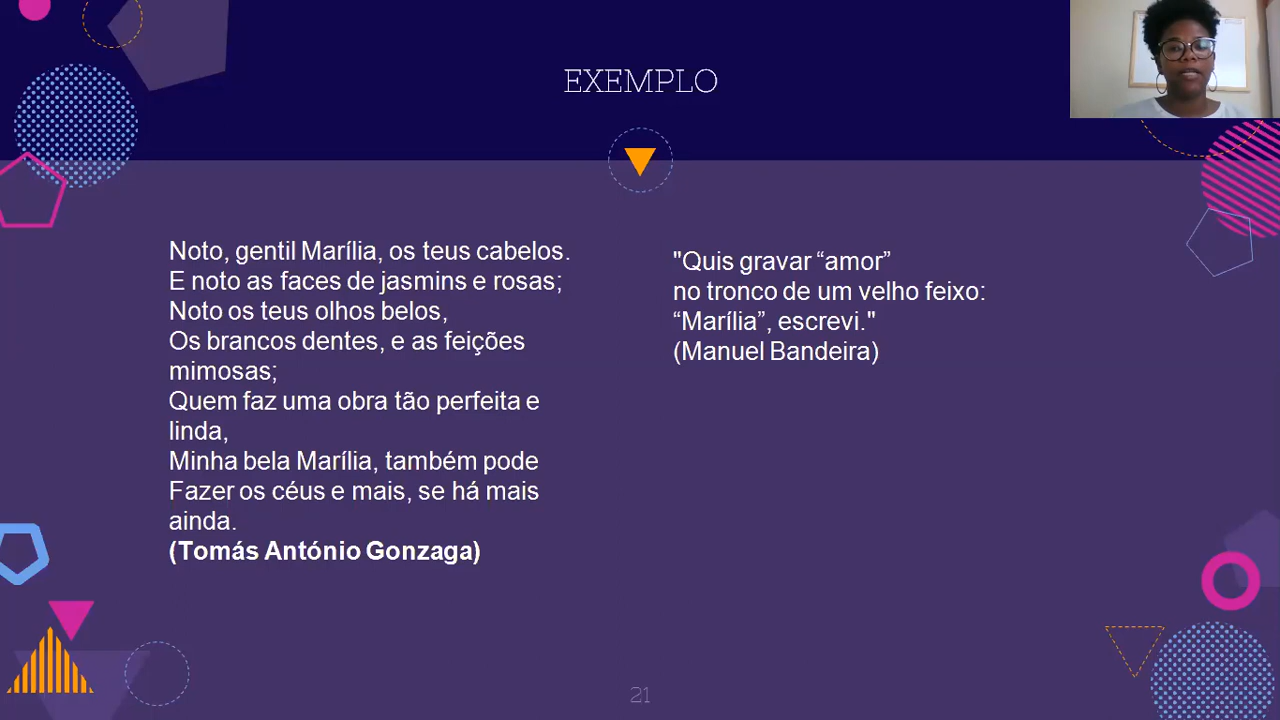 EXEMPLO
Noto, gentil Marília, os teus cabelos.
E noto as faces de jasmins e rosas;
Noto os teus olhos belos,
Os brancos dentes, e as feições
mimosas;
Quem faz uma obra tão perfeita e
linda,
Minha bela Marília, também pode
Fazer os céus e mais, se há mais
ainda.
(Tomás António Gonzaga)
"Quis gravar “amor”
no tronco de um velho feixo:
“Marília”, escrevi."
(Manuel Bandeira)
21